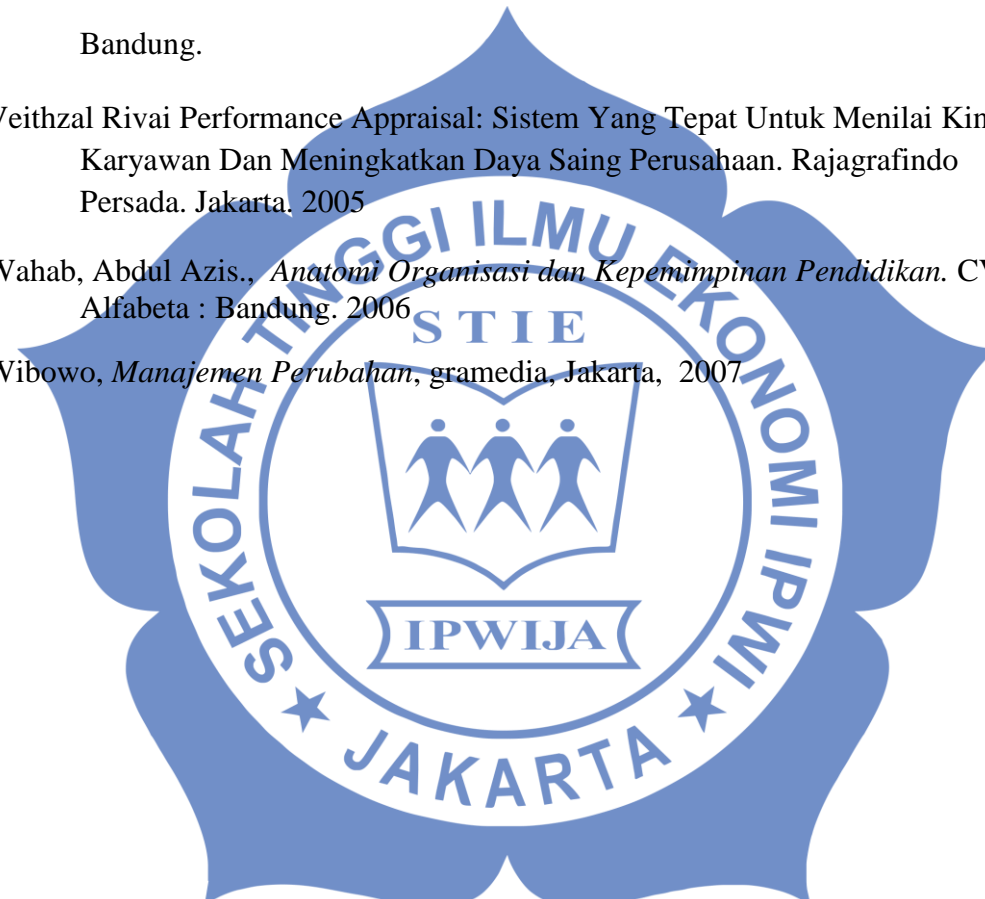 Bandung.
Veithzal Rivai Performance Appraisal: Sistem Yang Tepat Untuk Menilai Kin
Karyawan Dan Meningkatkan Daya Saing Perusahaan. Rajagrafindo
Persada. Jakarta. 2005
Wahab, Abdul Azis., Anatomi Organisasi dan Kepemimpinan Pendidikan. CV
Alfabeta : Bandung. 2006
Wibowo, Manajemen Perubahan, gramedia, Jakarta, 2007
SEKOLAH TINGGI ILMU EKONOMI IPWI
STIE
IPWIJA
JAKARTA